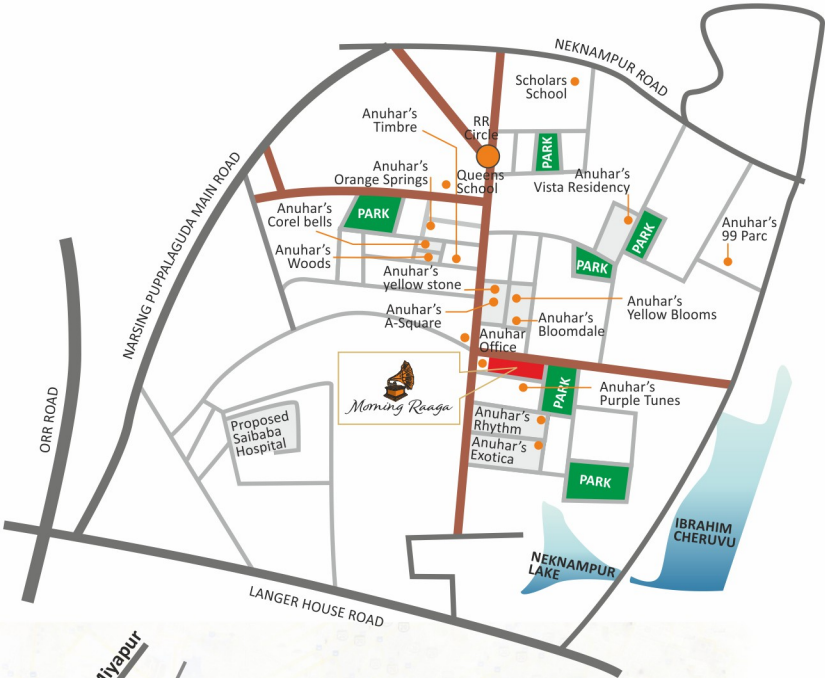 NEKNAMPUR ROAD
Scholars
School
Anuhar's
Timbre
RR
Circle
PARK
NARSING PUPPALAGUDA MAIN ROAD
Anuhar's
Orange Springs
Queens
School
Anuhar's
Vista Residency
Anuhar's
Corel bells
PARK
PARK
Anuhar's
99 Parc
Anuhar's
Woods
PARK
Anuhar's
yellow stone
Anuhar's
Yellow Blooms
Anuhar's
A-Square
Anuhar's
Bloomdale
Anuhar
Office
Morning Raaga
PARK
Anuhar's
Purple Tunes
ORR ROAD
Proposed
Saibaba
Hospital
Anuhar's
Rhythm
Anuhar's
Exotica
PARK
IBRAHIM
CHERUVU
NEKNAMPUR
LAKE
LANGER HOUSE ROAD
Miyapur